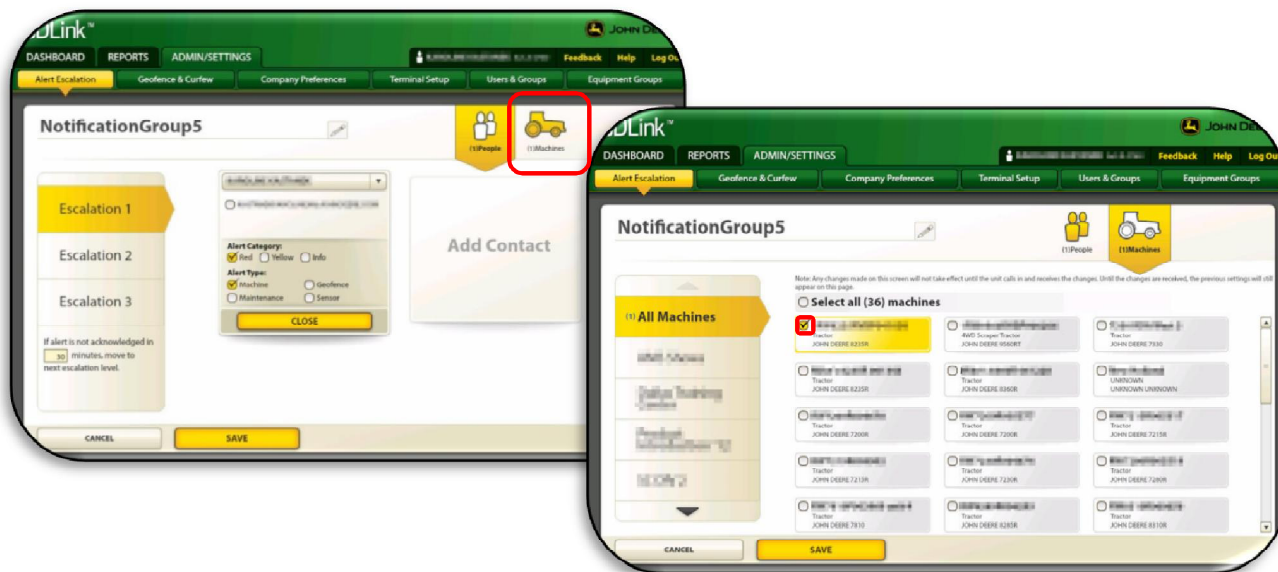 DLink™
JOHN DE
DASHBOARD REPORTS ADMIN/SETTINGS
Feedback Help Log Ou
Alert Escalation Geofence & Curfew Company Preferences Terminal Setup Users & Groups Equipment Groups
NotificationGroup5
(1)People (1)Machines
Escalation 1
Escalation 2
Escalation 3
If alert is not acknowledged in
30 minutes, move to
next escalation level.
Alert Category:
Red Yellow Info
Alert Type:
Machine Geofence
Maintenance Sensor
CLOSE
Add Contact
CANCEL SAVE
DLink™
JOHN DEE
DASHBOARD REPORTS ADMIN/SETTINGS
Feedback Help Log Out
Alert Escalation Geofence & Curfew Company Preferences Terminal Setup Users & Groups Equipment Groups
NotificationGroup5
(1)People (1)Machines
Note: Any changes made on this screen will not take effect until the unit calls in and receives the changes. Until the changes are received, the previous settings will still
appear on this page.
Select all (36) machines
(1) All Machines
Tractor
JOHN DEERE 8235R
4WD Scraper Tractor
JOHN DEERE 9560RT
Tractor
JOHN DEERE 7930
Tractor
JOHN DEERE 8225R
Tractor
JOHN DEERE 8360R
UNKNOWN
UNKNOWN UNKNOWN
Tractor
JOHN DEERE 7200R
Tractor
JOHN DEERE 7200R
Tractor
JOHN DEERE 7215R
Tractor
JOHN DEERE 7215R
Tractor
JOHN DEERE 7230R
Tractor
JOHN DEERE 7280R
Tractor
JOHN DEERE 7810
Tractor
JOHN DEERE 8285R
Tractor
JOHN DEERE 8310R
CANCEL SAVE